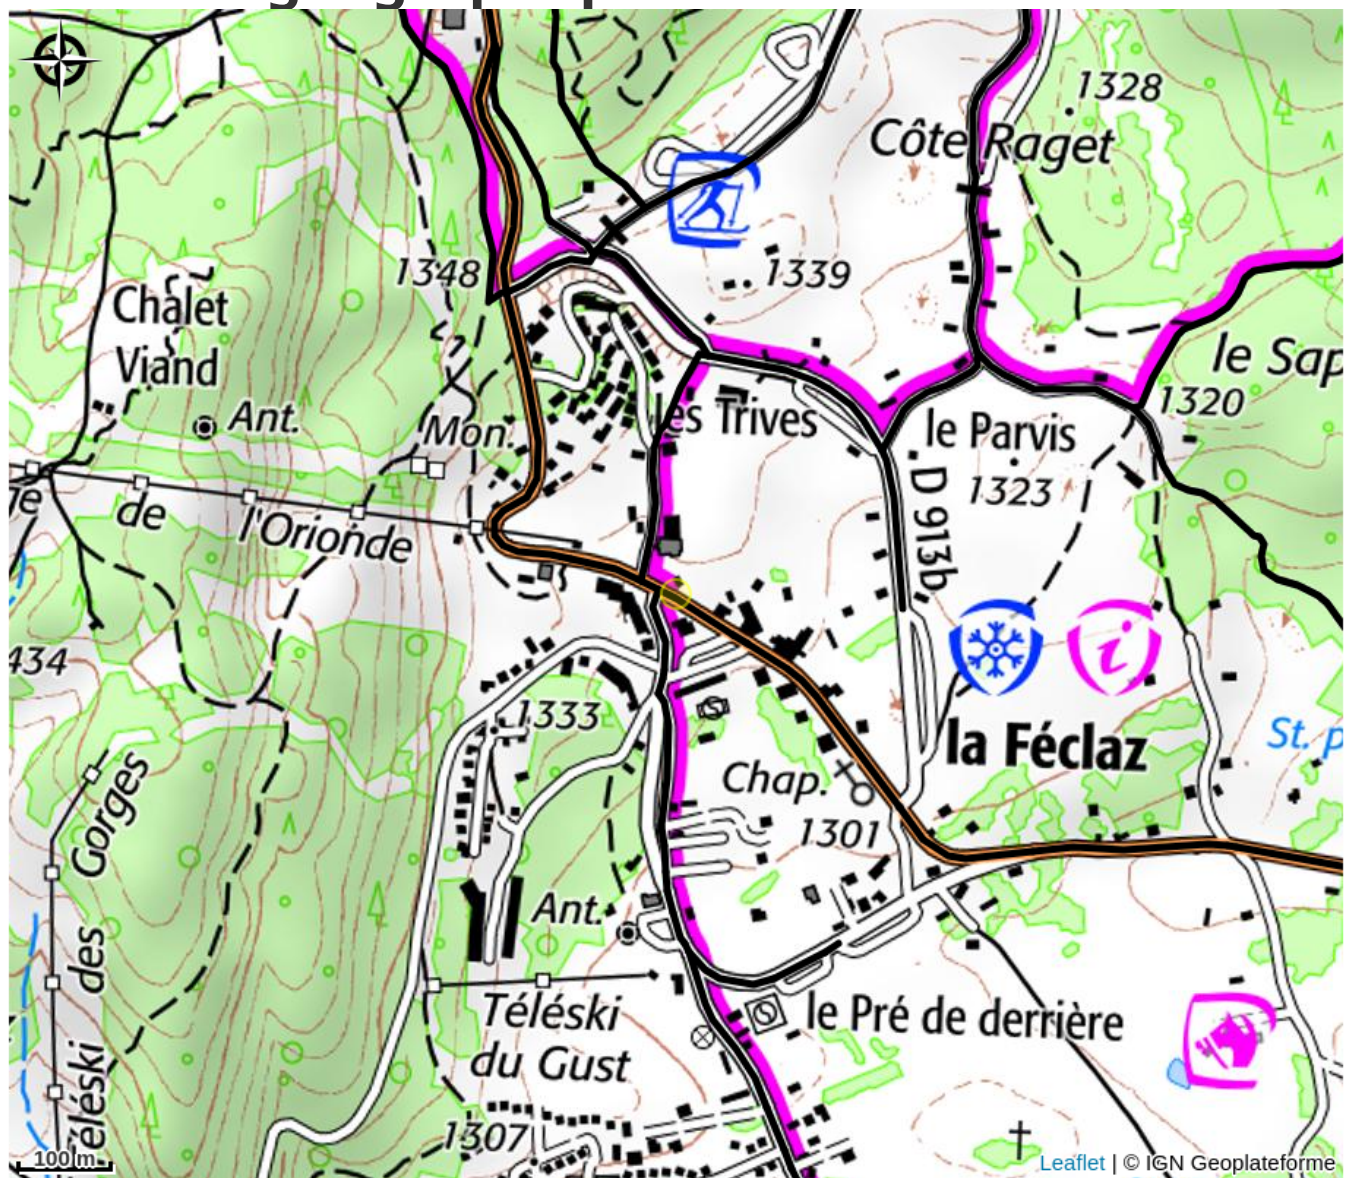 1328
Côte Raget
1348
1339
Chalet
Viand
le Sap
1320
Ant.
Mon.
les Trives
le Parvis
1323
de
l'Orionde
D 913b
434
i
1333
la Féclaz
St. p
Chap.
1301
Téléski des Gorges
Ant.
Téléski
du Gust
le Pré de derrière
1307
100 m
Leaflet | © IGN Geoplateforme